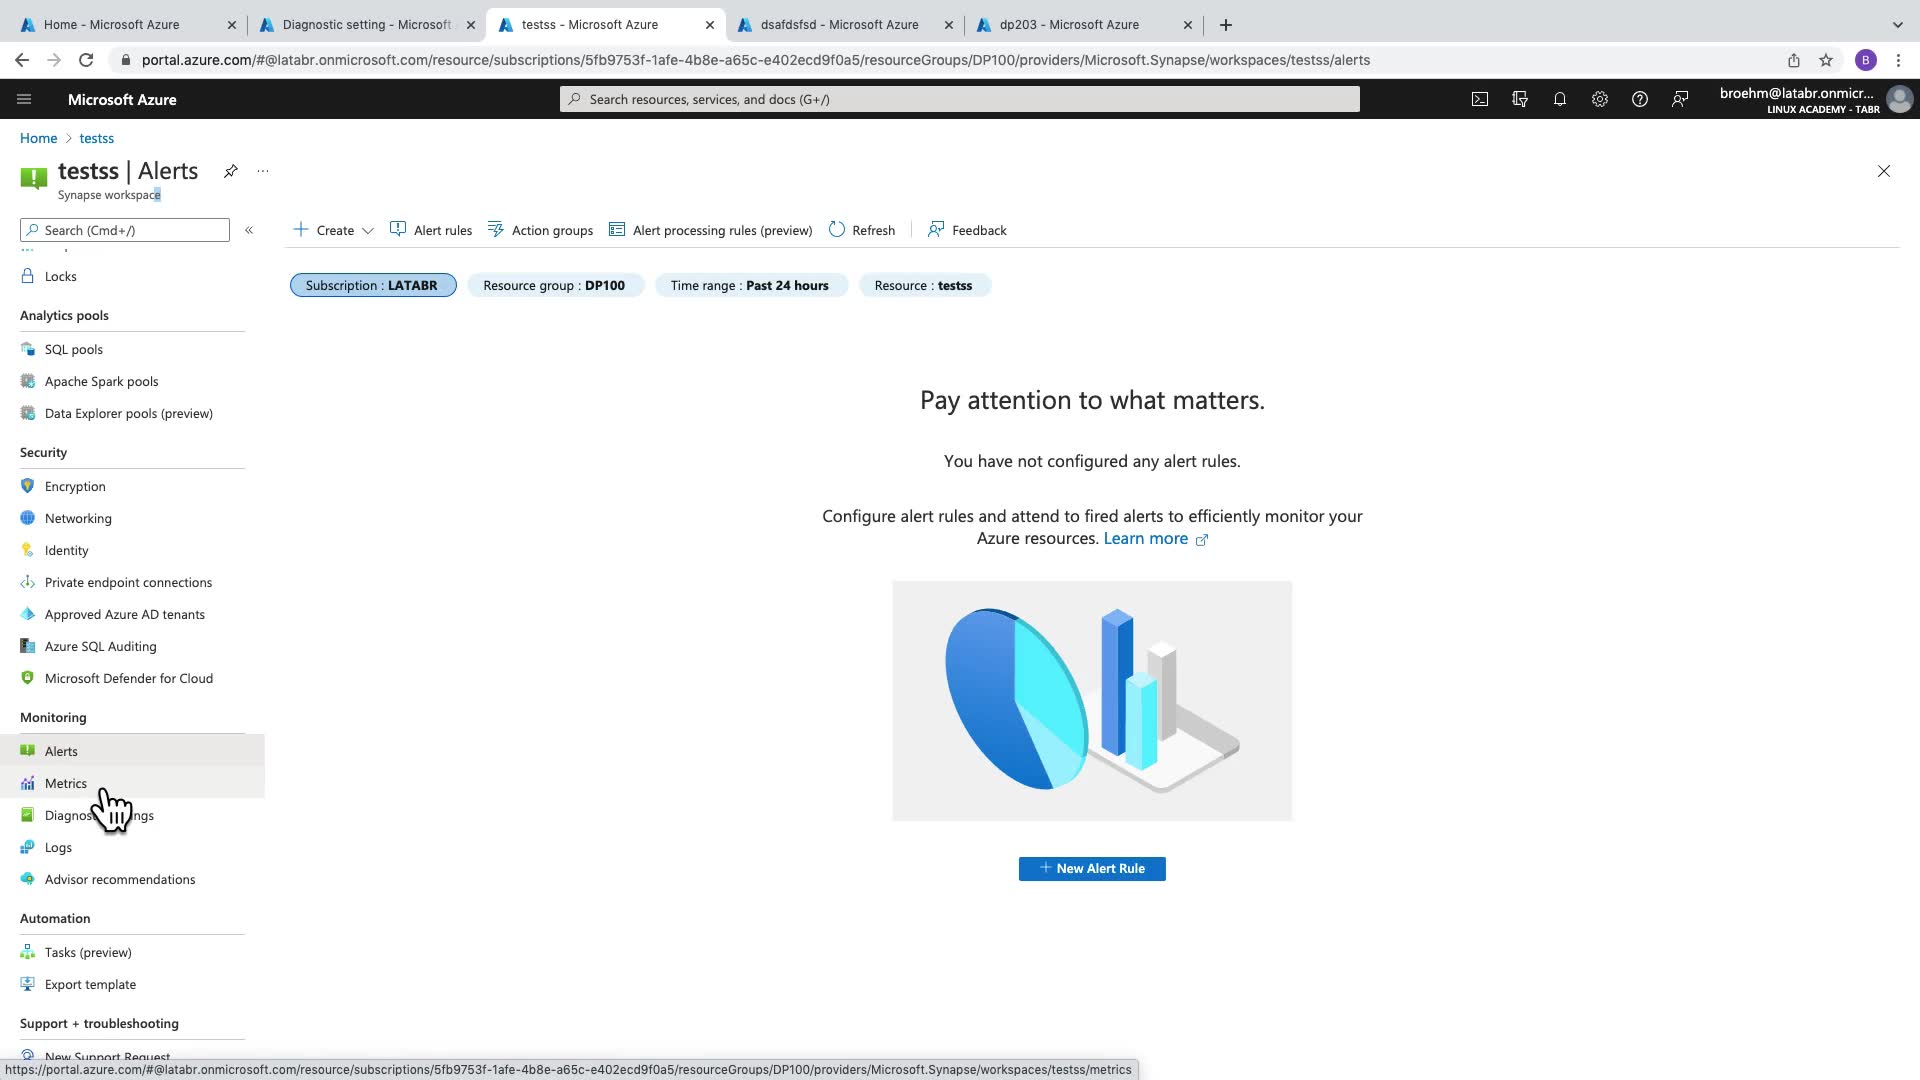 Home - Microsoft Azure
Diagnostic setting - Microsoft
testss - Microsoft Azure
dsafdsfsd - Microsoft Azure
dp203 - Microsoft Azure
portal.azure.com/#@latabr.onmicrosoft.com/resource/subscriptions/5fb9753f-1afe-4b8e-a65c-e402ecd9f0a5/resourceGroups/DP100/providers/Microsoft.Synapse/workspaces/testss/alerts
B
Microsoft Azure
Search resources, services, and docs (G+/)
broehm@latabr.onmicr...
LINUX ACADEMY - TABR
Home > testss
testss | Alerts
Synapse workspace
Search (Cmd+/)
Create
Alert rules
Action groups
Alert processing rules (preview)
Refresh
Feedback
Subscription : LATABR
Resource group : DP100
Time range : Past 24 hours
Resource : testss
Locks
Analytics pools
SQL pools
Apache Spark pools
Data Explorer pools (preview)
Security
Encryption
Networking
Identity
Private endpoint connections
Approved Azure AD tenants
Azure SQL Auditing
Microsoft Defender for Cloud
Monitoring
Alerts
Metrics
Logs
Advisor recommendations
Automation
Tasks (preview)
Export template
Support + troubleshooting
New Support Request
Pay attention to what matters.
You have not configured any alert rules.
Configure alert rules and attend to fired alerts to efficiently monitor your
Azure resources. Learn more
New Alert Rule
https://portal.azure.com/#@latabr.onmicrosoft.com/resource/subscriptions/5fb9753f-1afe-4b8e-a65c-e402ecd9f0a5/resourceGroups/DP100/providers/Microsoft.Synapse/workspaces/testss/metrics